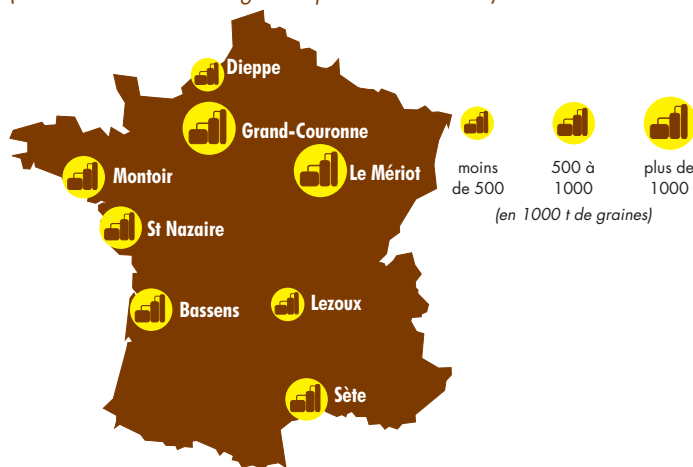 Dieppe
Grand-Couronne
Le Mériot
Montoir
St Nazaire
Bassens
Lezoux
Sète
moins
de 500
500 à
1000
plus de
1000
(en 1000 t de graines)